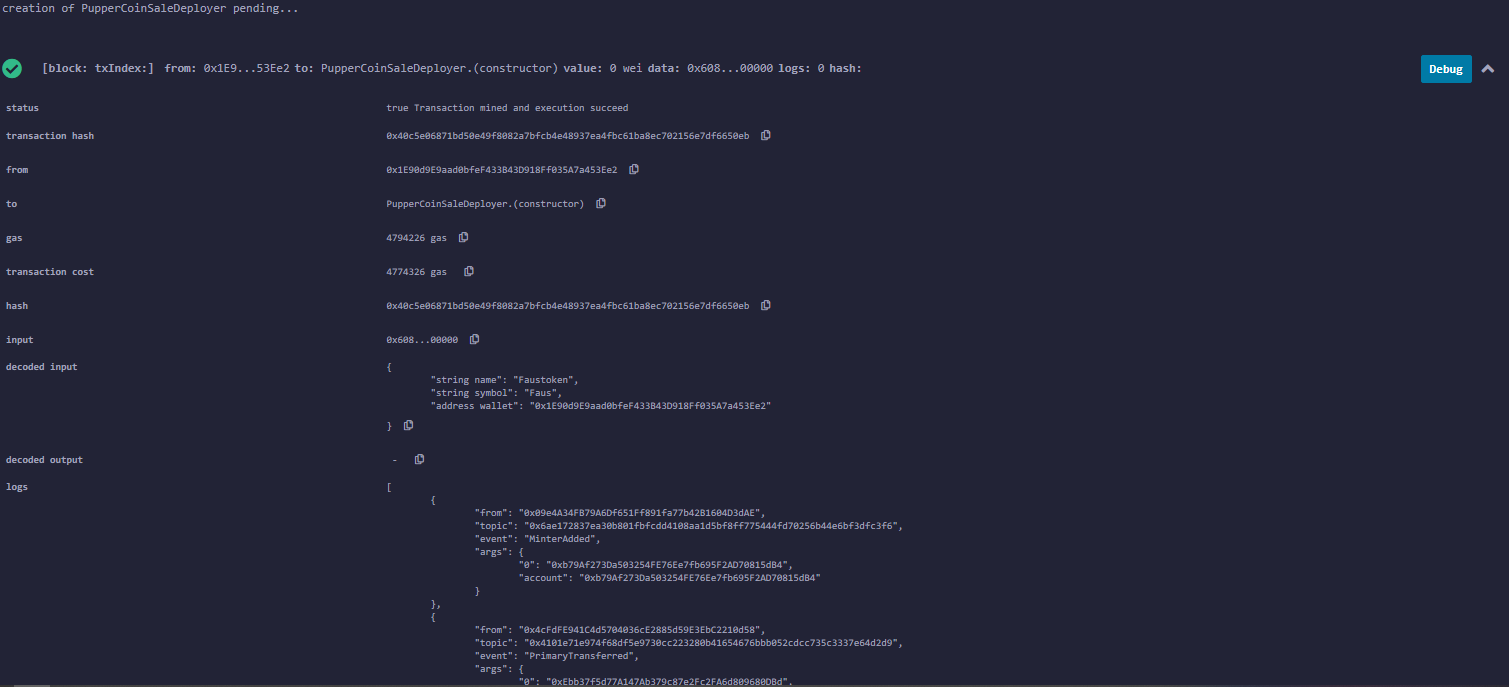 creation of PupperCoinSaleDeployer pending...
[block: txIndex:] from: 0x1E9...53Ee2 to: PupperCoinSaleDeployer.(constructor) value: 0 wei data: 0x608...00000 logs: 0 hash:
Debug
status true Transaction mined and execution succeed
transaction hash 0x40c5e06871bd50e49f8082a7bfcb4e48937ea4fbc61ba8ec702156e7df6650eb
from 0x1E90d9E9aad0bfeF433B43D918Ff035A7a453Ee2
to PupperCoinSaleDeployer.(constructor)
gas 4794226 gas
transaction cost 4774326 gas
hash 0x40c5e06871bd50e49f8082a7bfcb4e48937ea4fbc61ba8ec702156e7df6650eb
input 0x608...00000
decoded input {
"string name": "Faustoken",
"string symbol": "Faus",
"address wallet": "0x1E90d9E9aad0bfeF433B43D918Ff035A7a453Ee2"
}
decoded output -
logs [
{
"from": "0x09e4A34FB79A6Df651Ff891fa77b42B1604D3dAE",
"topic": "0x6ae172837ea30b801fbfcdd4108aa1d5bf8ff775444fd70256b44e6bf3dfc3f6",
"event": "MinterAdded",
"args": {
"0": "0xb79Af273Da503254FE76Ee7fb695F2AD70815dB4",
"account": "0xb79Af273Da503254FE76Ee7fb695F2AD70815dB4"
}
},
{
"from": "0x4cFdFE941C4d5704036cE2885d59E3EbC2210d58",
"topic": "0x4101e71e974f68df5e9730cc223280b41654676bbb052cdcc735c3337e64d2d9",
"event": "PrimaryTransferred",
"args": {
"0": "0xEbb37f5d77A147Ab379c87e2Fc2FA6d809680DBd",